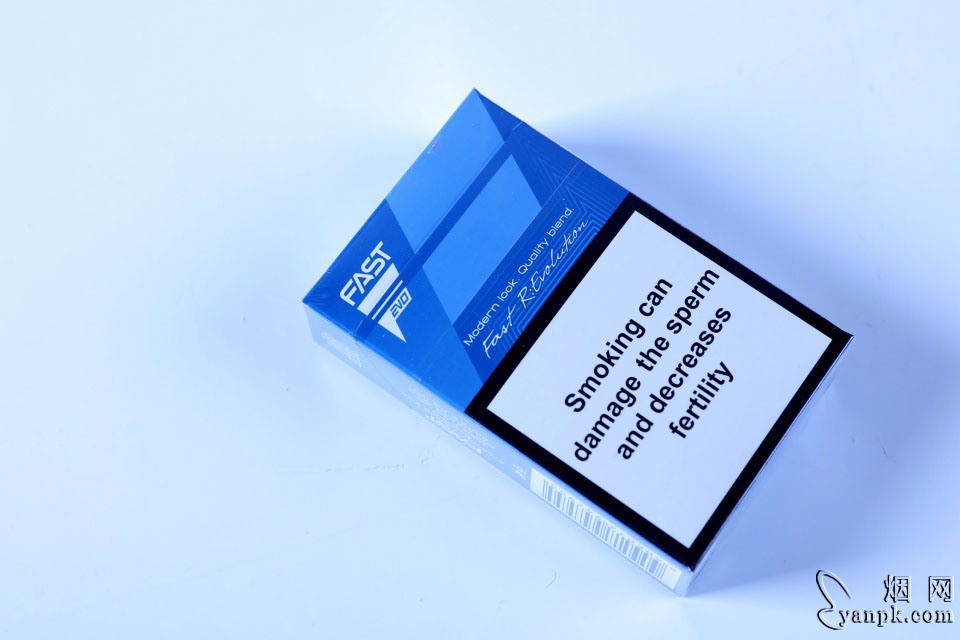 FAST
EVO
Modern look. Quality blend.
Fast R:Evolution
Smoking can
damage the sperm
and decreases
fertility
烟网
yanpk.com